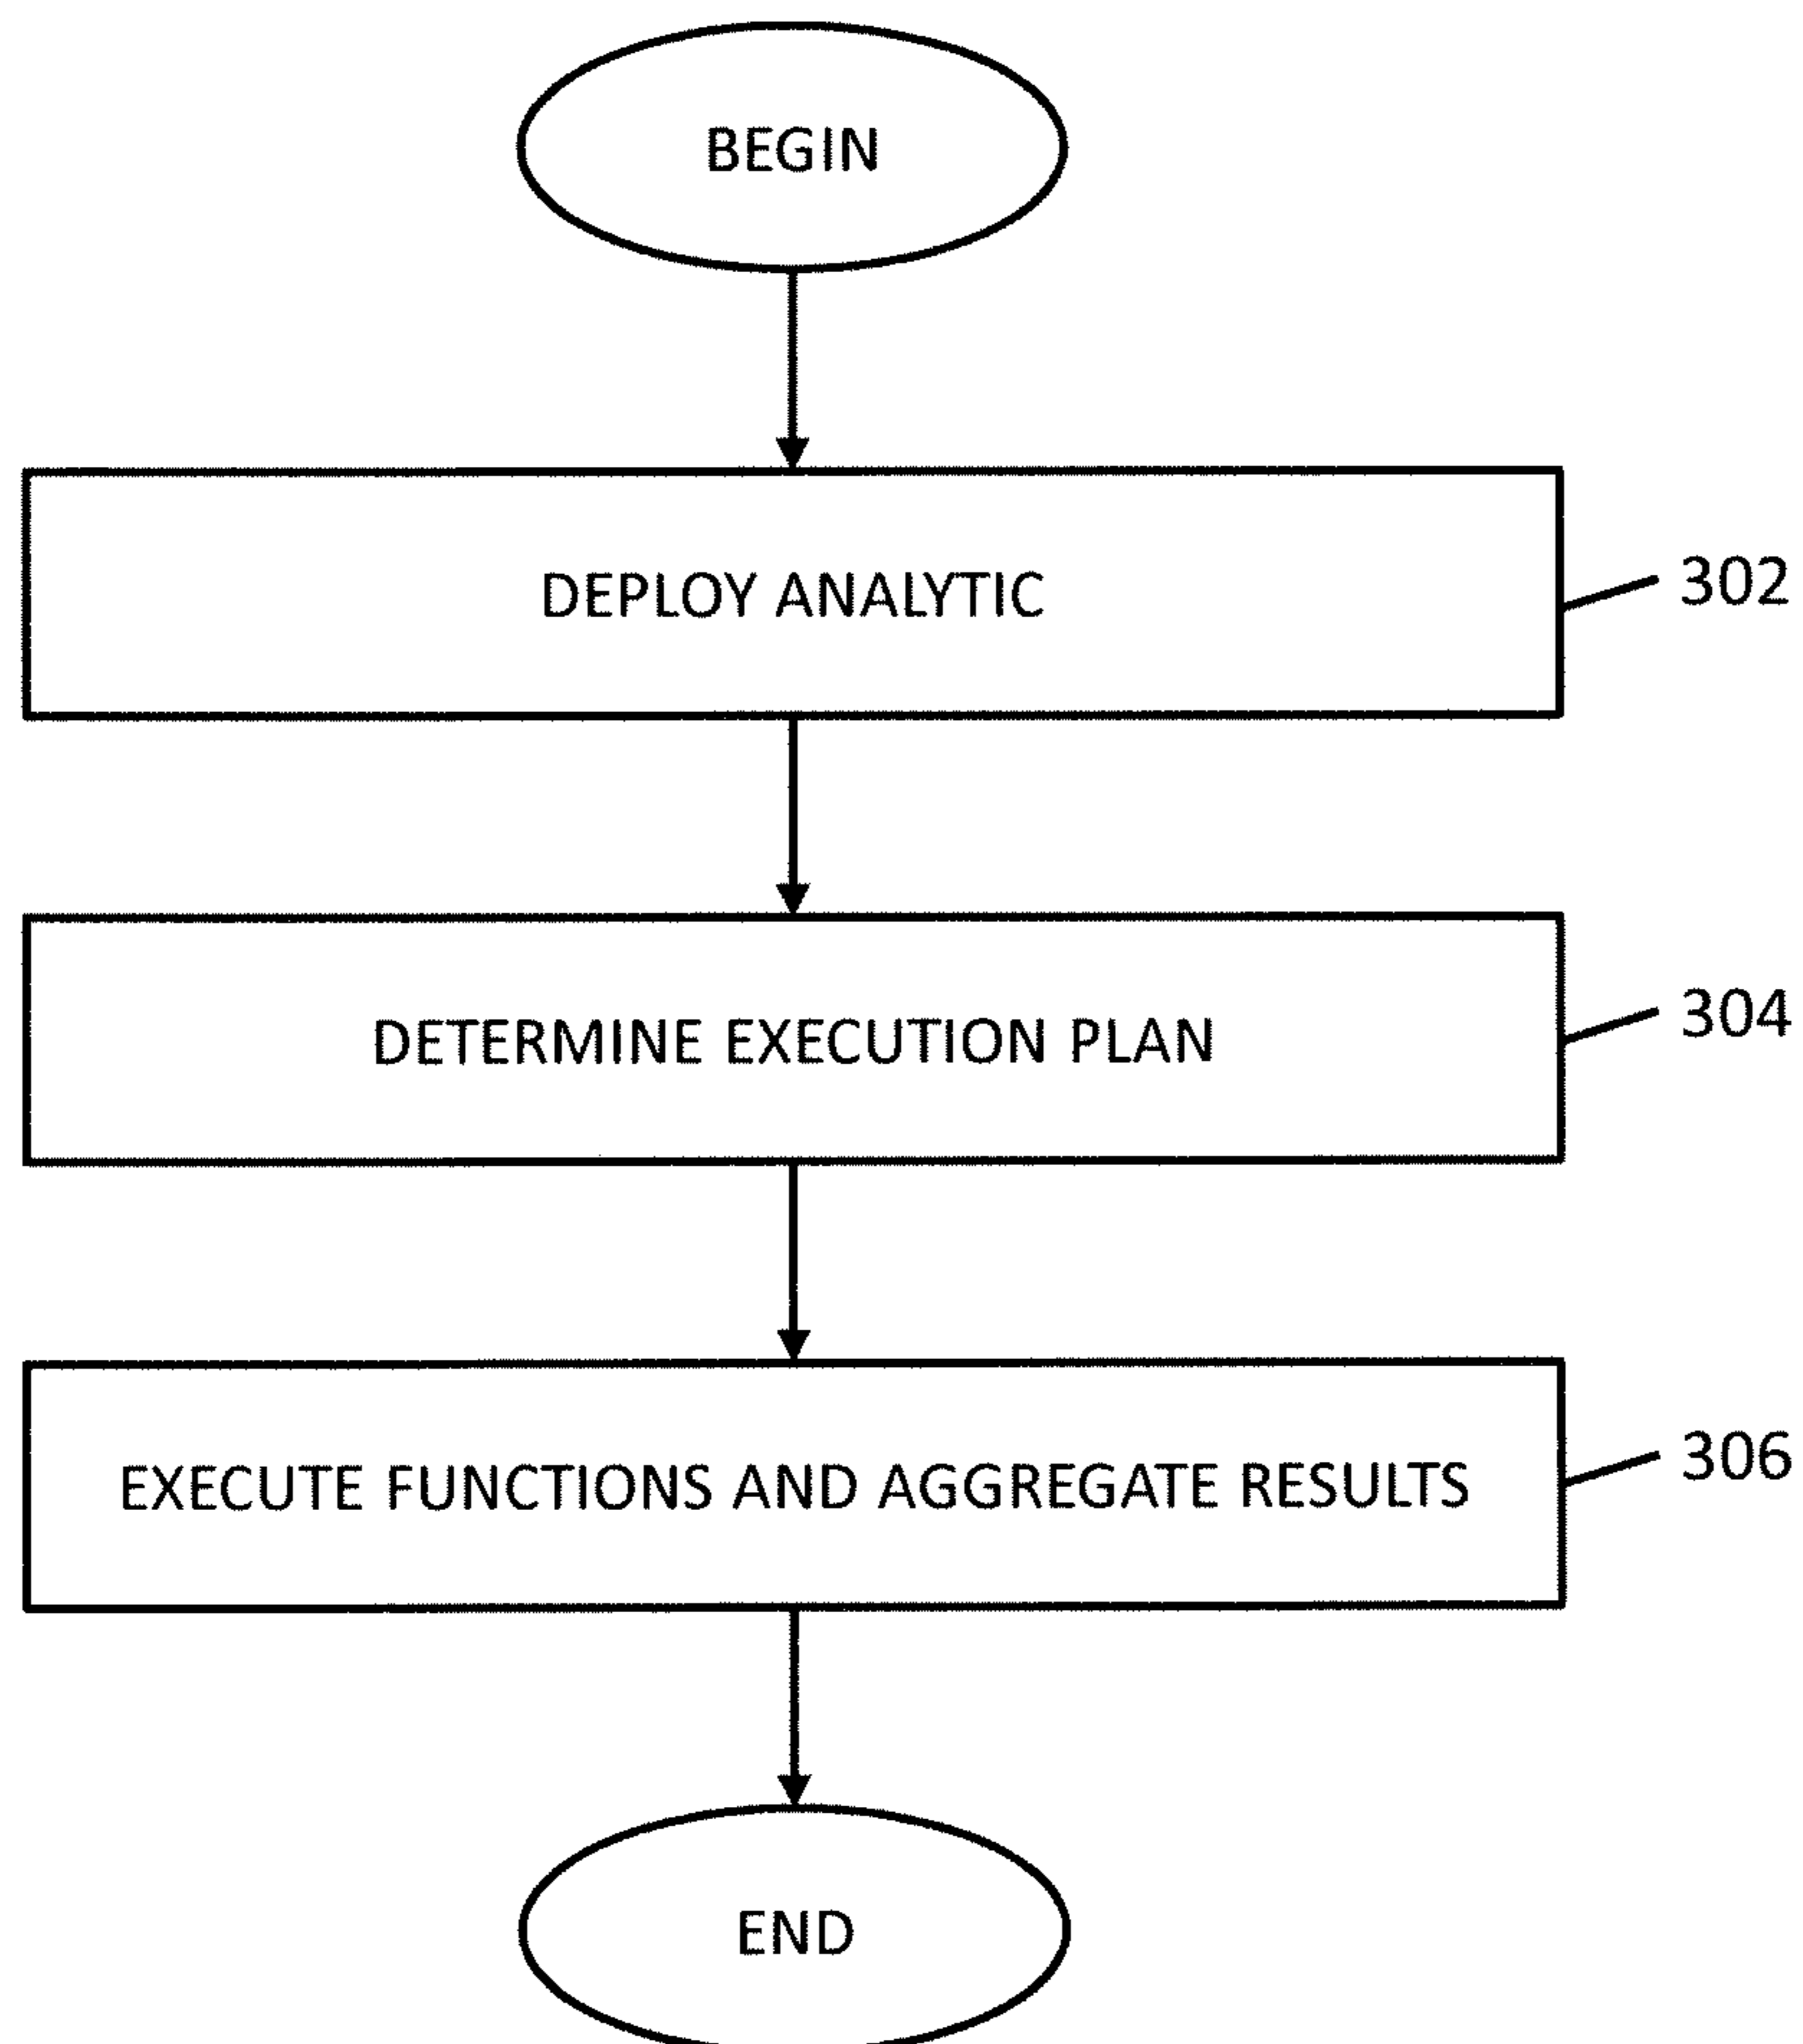 BEGIN
DEPLOY ANALYTIC
302
DETERMINE EXECUTION PLAN
304
EXECUTE FUNCTIONS AND AGGREGATE RESULTS
306
END